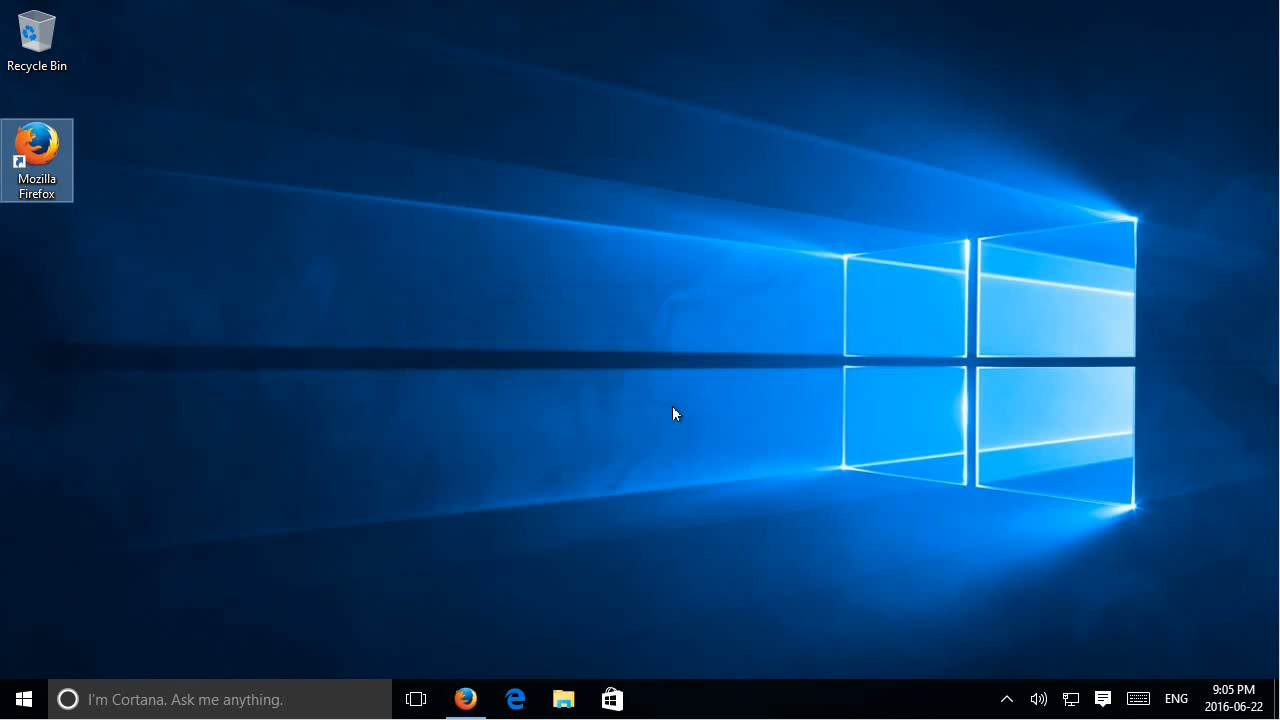 Recycle Bin
Mozilla
Firefox
I'm Cortana. Ask me anything.
ENG
9:05 PM
2016-06-22